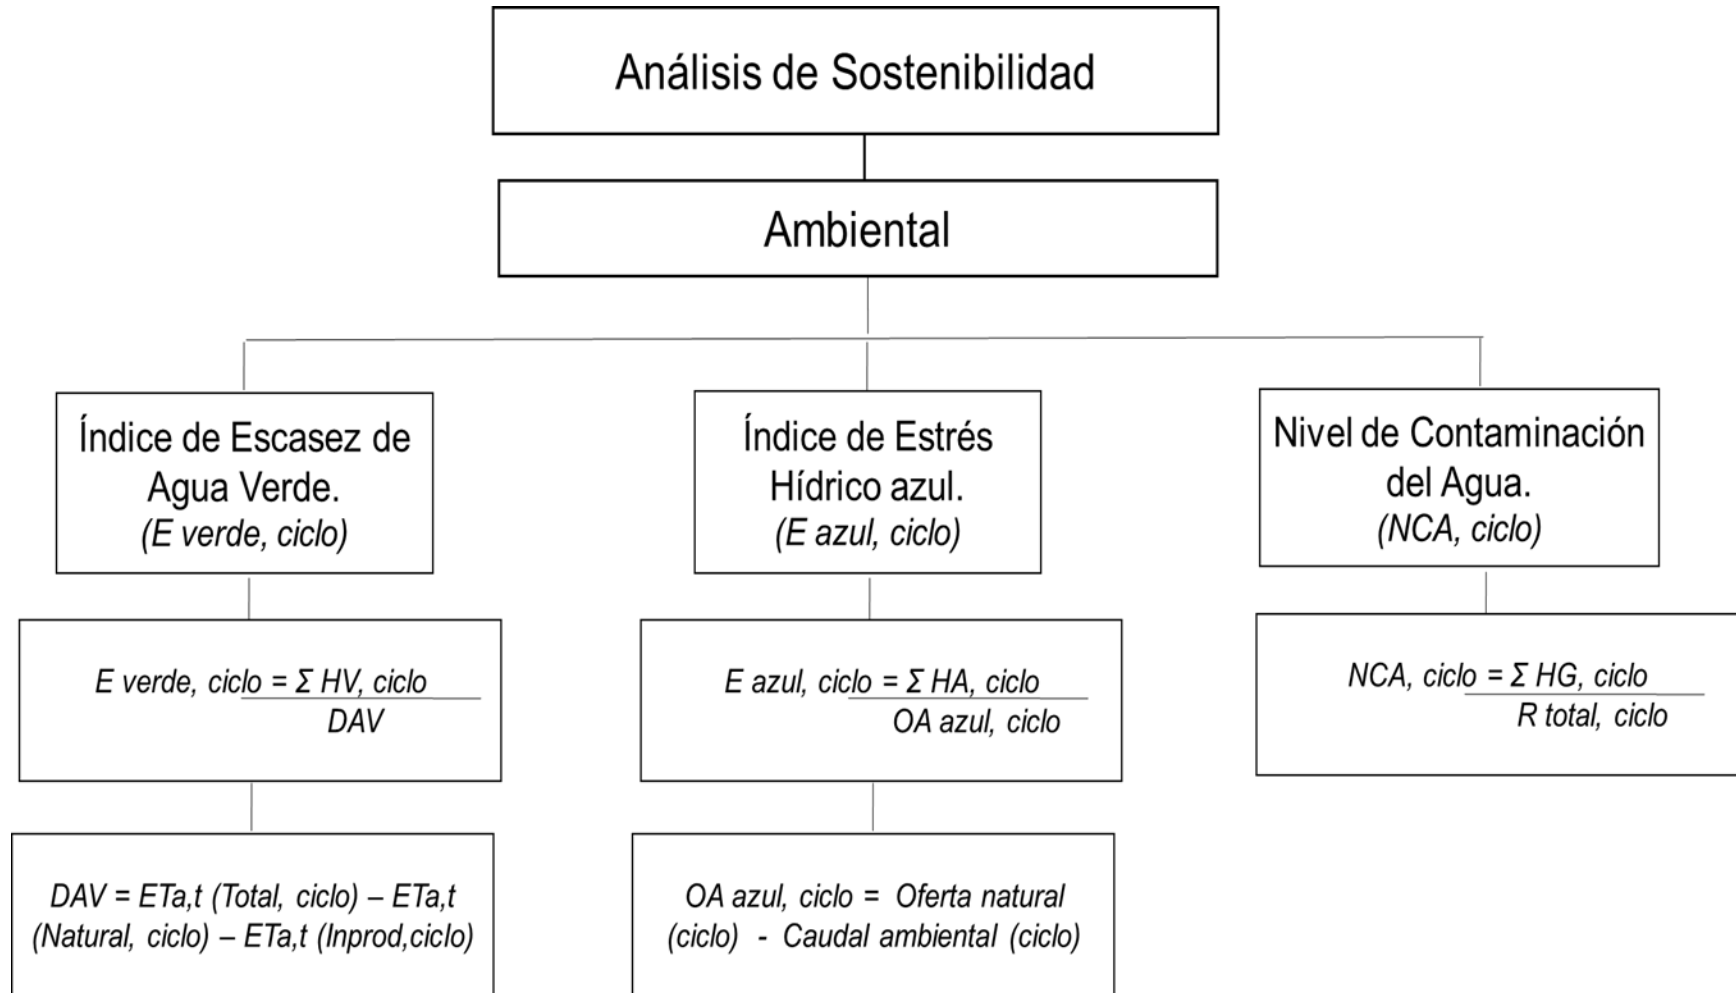 Análisis de Sostenibilidad
Ambiental
Índice de Escasez de
Agua Verde.
(E verde, ciclo)
Índice de Estrés
Hídrico azul.
(E azul, ciclo)
Nivel de Contaminación
del Agua.
(NCA, ciclo)
E verde, ciclo = Σ HV, ciclo
DAV
E azul, ciclo = Σ HA, ciclo
OA azul, ciclo
NCA, ciclo = Σ HG, ciclo
R total, ciclo
DAV = ETa,t (Total, ciclo) – ETa,t
(Natural, ciclo) – ETa,t (Inprod,ciclo)
OA azul, ciclo = Oferta natural
(ciclo) - Caudal ambiental (ciclo)